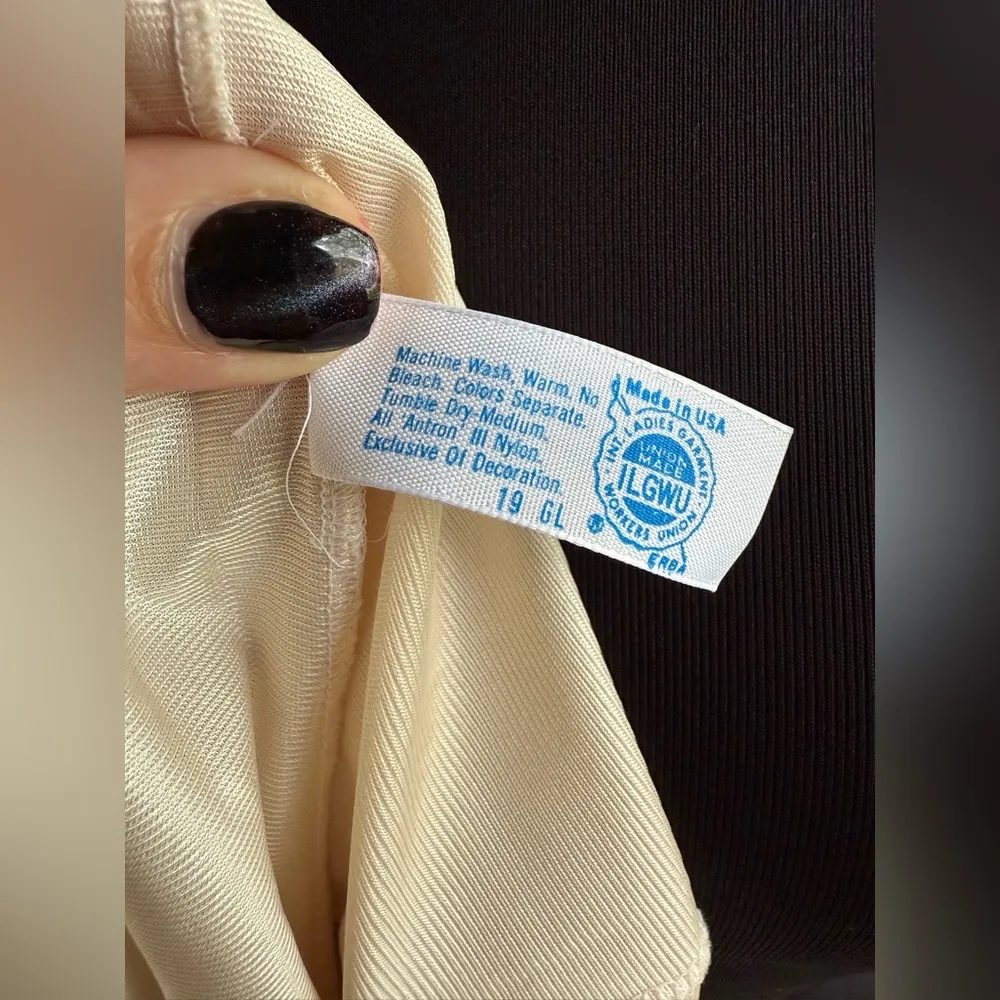 Machine Wash, Warm. No
Bleach. Colors Separate.
Tumble Dry Medium.
All Antron III Nylon.
Exclusive Of Decoration.
19 GL
Made in USA
INT. LADIES GARMENT
WORKERS UNION
UNION
MADE
ILGWU